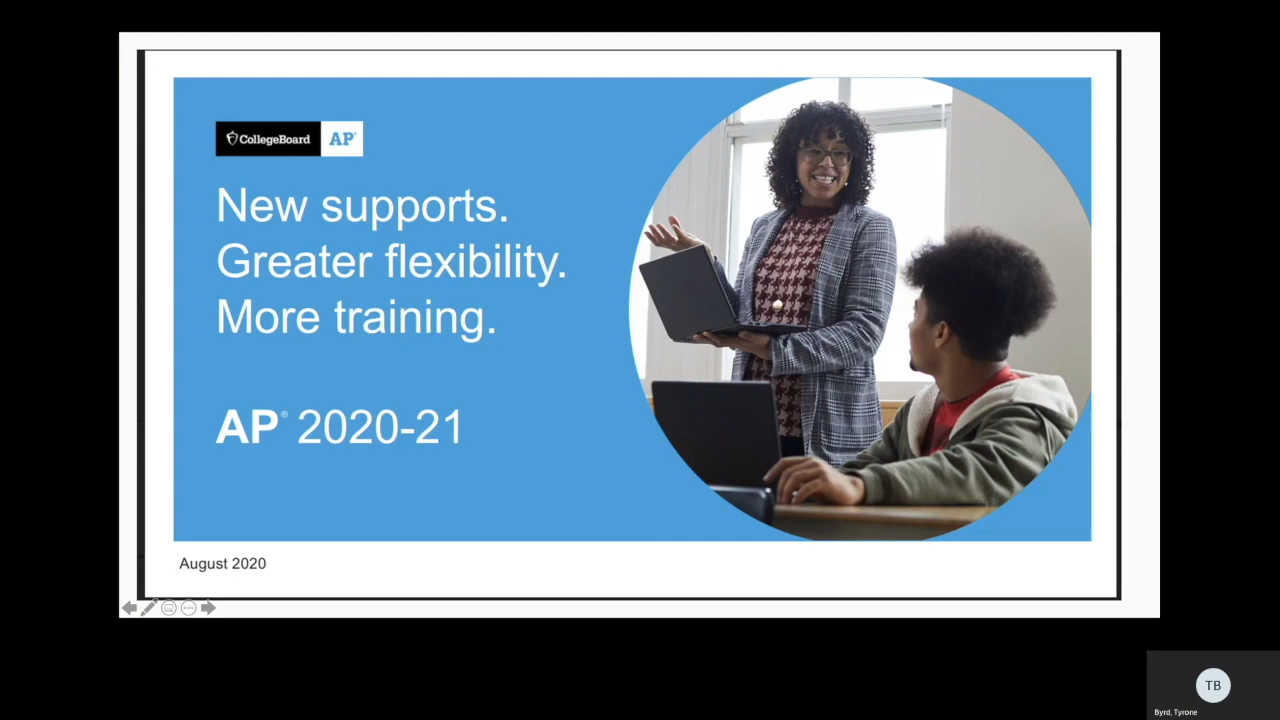 CollegeBoard AP®
New supports.
Greater flexibility.
More training.
AP® 2020-21
August 2020
TB
Byrd, Tyrone